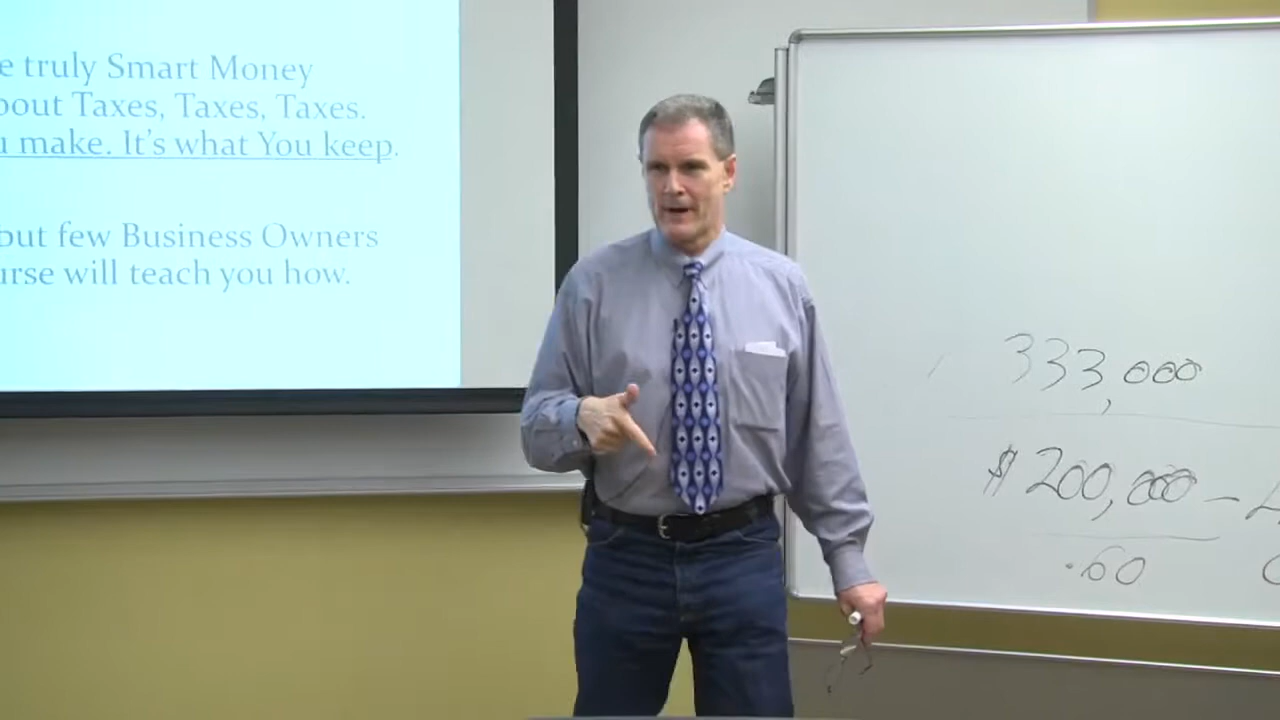 e truly Smart Money
bout Taxes, Taxes, Taxes.
u make. It's what You keep.
but few Business Owners
urse will teach you how.
333,000
$200,000 –
.60